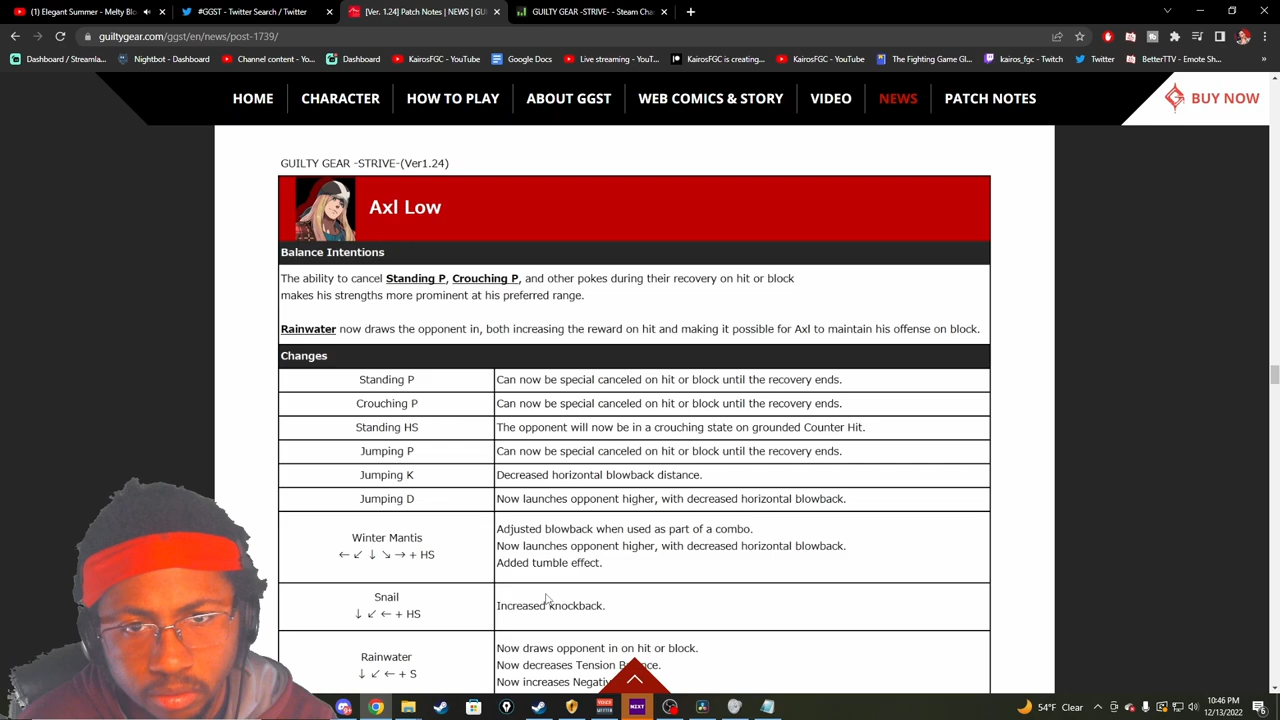 (1) Elegant Summer - Melty Blo
#GGST - Twitter Search / Twitter
[Ver. 1.24] Patch Notes | NEWS | GUI
GUILTY GEAR -STRIVE- - Steam Cha
guiltygear.com/ggst/en/news/post-1739/
Dashboard / Streamla...
Nightbot - Dashboard
Channel content - Yo...
Dashboard
KairosFGC - YouTube
Google Docs
Live streaming - YouT...
KairosFGC is creating...
KairosFGC - YouTube
The Fighting Game Gl...
kairos_fgc - Twitch
Twitter
BetterTTV - Emote Sh...
HOME
CHARACTER
HOW TO PLAY
ABOUT GGST
WEB COMICS & STORY
VIDEO
NEWS
PATCH NOTES
BUY NOW
GUILTY GEAR -STRIVE-(Ver1.24)
Axl Low
Balance Intentions
The ability to cancel Standing P, Crouching P, and other pokes during their recovery on hit or block
makes his strengths more prominent at his preferred range.
Rainwater now draws the opponent in, both increasing the reward on hit and making it possible for Axl to maintain his offense on block.
Changes
Standing P Can now be special canceled on hit or block until the recovery ends.
Crouching P Can now be special canceled on hit or block until the recovery ends.
Standing HS The opponent will now be in a crouching state on grounded Counter Hit.
Jumping P Can now be special canceled on hit or block until the recovery ends.
Jumping K Decreased horizontal blowback distance.
Jumping D Now launches opponent higher, with decreased horizontal blowback.
Winter Mantis
← ↙ ↓ ↘ → + HS
Adjusted blowback when used as part of a combo.
Now launches opponent higher, with decreased horizontal blowback.
Added tumble effect.
Snail
↓ ↙ ← + HS
Increased knockback.
Rainwater
↓ ↙ ← + S
Now draws opponent in on hit or block.
Now decreases Tension
Now increases
VOICE MEETER
NZXT
54°F Clear
10:46 PM
12/13/2022